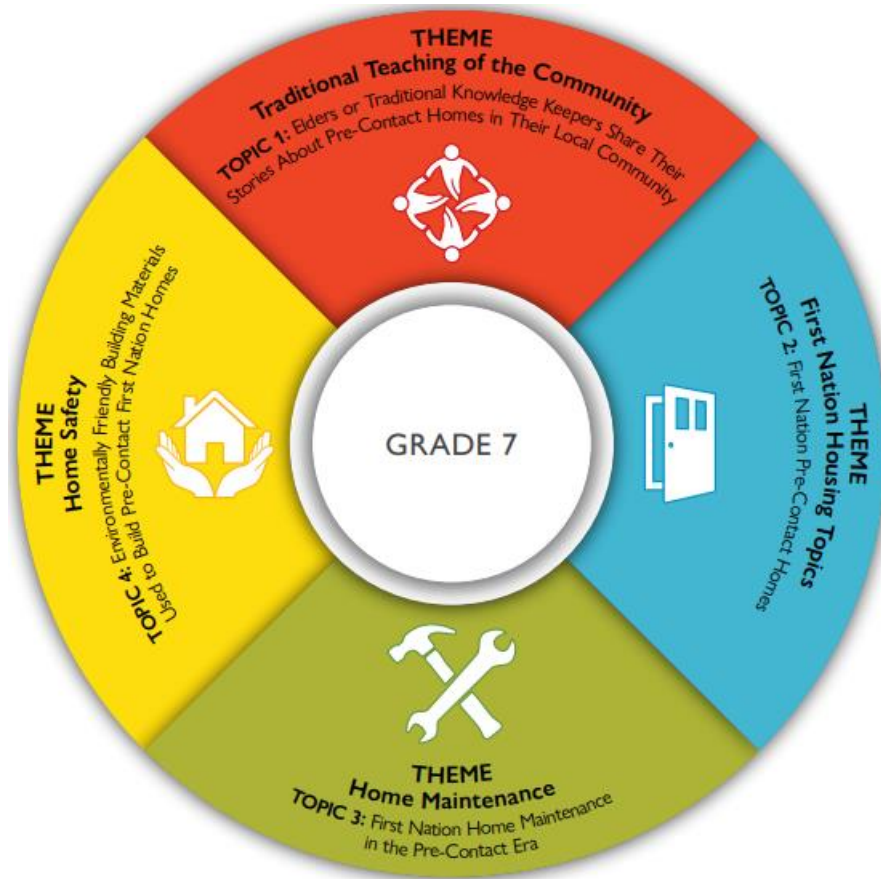 THEME
Traditional Teaching of the Community
TOPIC 1: Elders or Traditional Knowledge Keepers Share Their
Stories About Pre-Contact Homes in Their Local Community
THEME
First Nation Housing Topics
TOPIC 2: First Nation Pre-Contact Homes
THEME
Home Maintenance
TOPIC 3: First Nation Home Maintenance
in the Pre-Contact Era
THEME
Home Safety
TOPIC 4: Environmentally Friendly Building Materials
Used to Build Pre-Contact First Nation Homes
GRADE 7